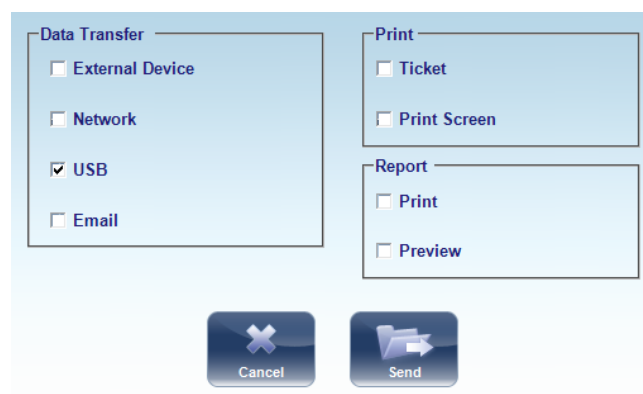 Data Transfer
External Device
Network
USB
Email
Print
Ticket
Print Screen
Report
Print
Preview
Cancel
Send